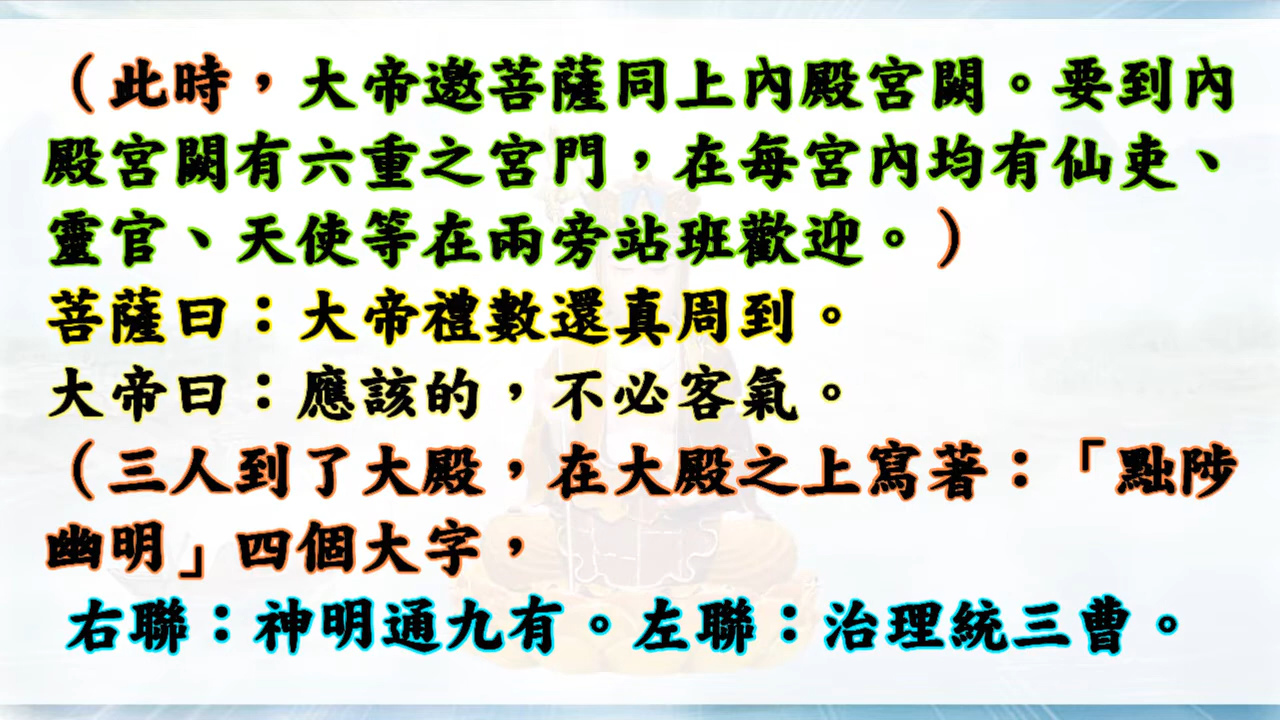 （此時，大帝邀菩薩同上內殿宮闕。要到內
殿宮闕有六重之宮門，在每宮內均有仙吏、
靈官、天使等在兩旁站班歡迎。）
菩薩曰：大帝禮數還真周到。
大帝曰：應該的，不必客氣。
（三人到了大殿，在大殿之上寫著：「黜陟
幽明」四個大字，
右聯：神明通九有。左聯：治理統三曹。